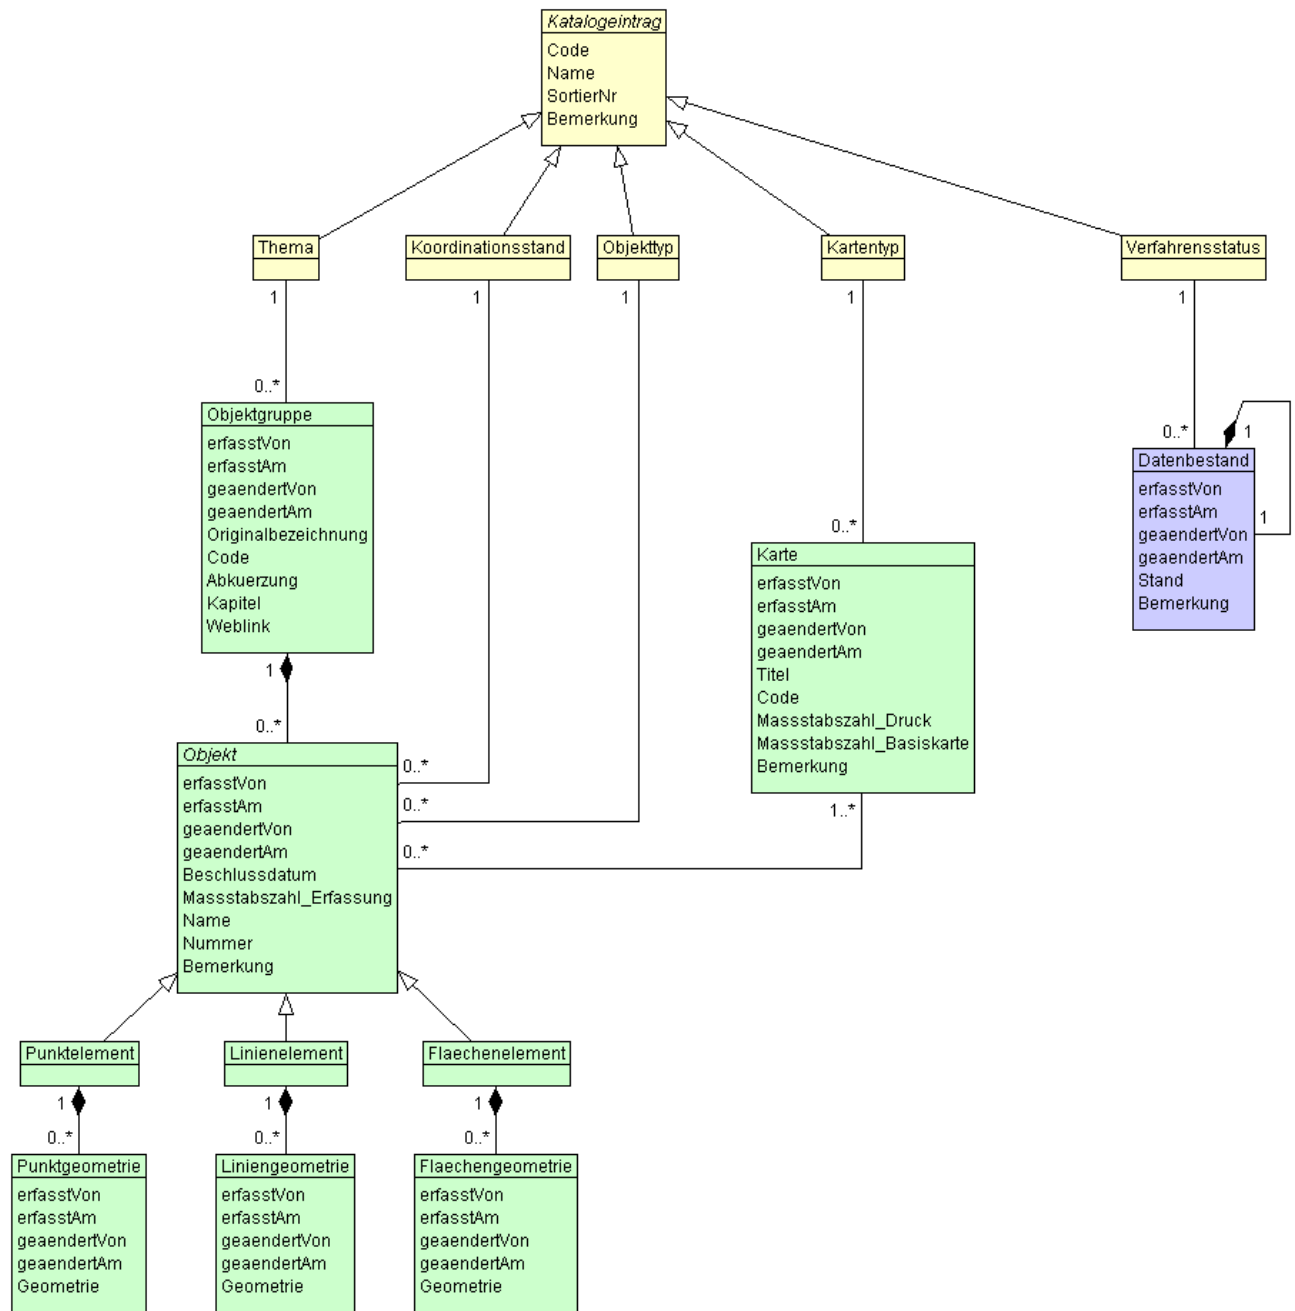 Katalogeintrag
Code
Name
SortierNr
Bemerkung
Thema
Koordinationsstand
Objekttyp
Kartentyp
Verfahrensstatus
1
1
1
1
1
0..*
Objektgruppe
erfasstVon
erfasstAm
geaendertVon
geaendertAm
Originalbezeichnung
Code
Abkuerzung
Kapitel
Weblink
0..*
1
Datenbestand
erfasstVon
erfasstAm
geaendertVon
geaendertAm
Stand
Bemerkung
1
0..*
Karte
erfasstVon
erfasstAm
geaendertVon
geaendertAm
Titel
Code
Massstabszahl_Druck
Massstabszahl_Basiskarte
Bemerkung
1..*
1
0..*
Objekt
erfasstVon
erfasstAm
geaendertVon
geaendertAm
Beschlussdatum
Massstabszahl_Erfassung
Name
Nummer
Bemerkung
0..*
0..*
0..*
Punktelement
Linienelement
Flaechenelement
1
1
1
0..*
0..*
0..*
Punktgeometrie
erfasstVon
erfasstAm
geaendertVon
geaendertAm
Geometrie
Liniengeometrie
erfasstVon
erfasstAm
geaendertVon
geaendertAm
Geometrie
Flaechengeometrie
erfasstVon
erfasstAm
geaendertVon
geaendertAm
Geometrie